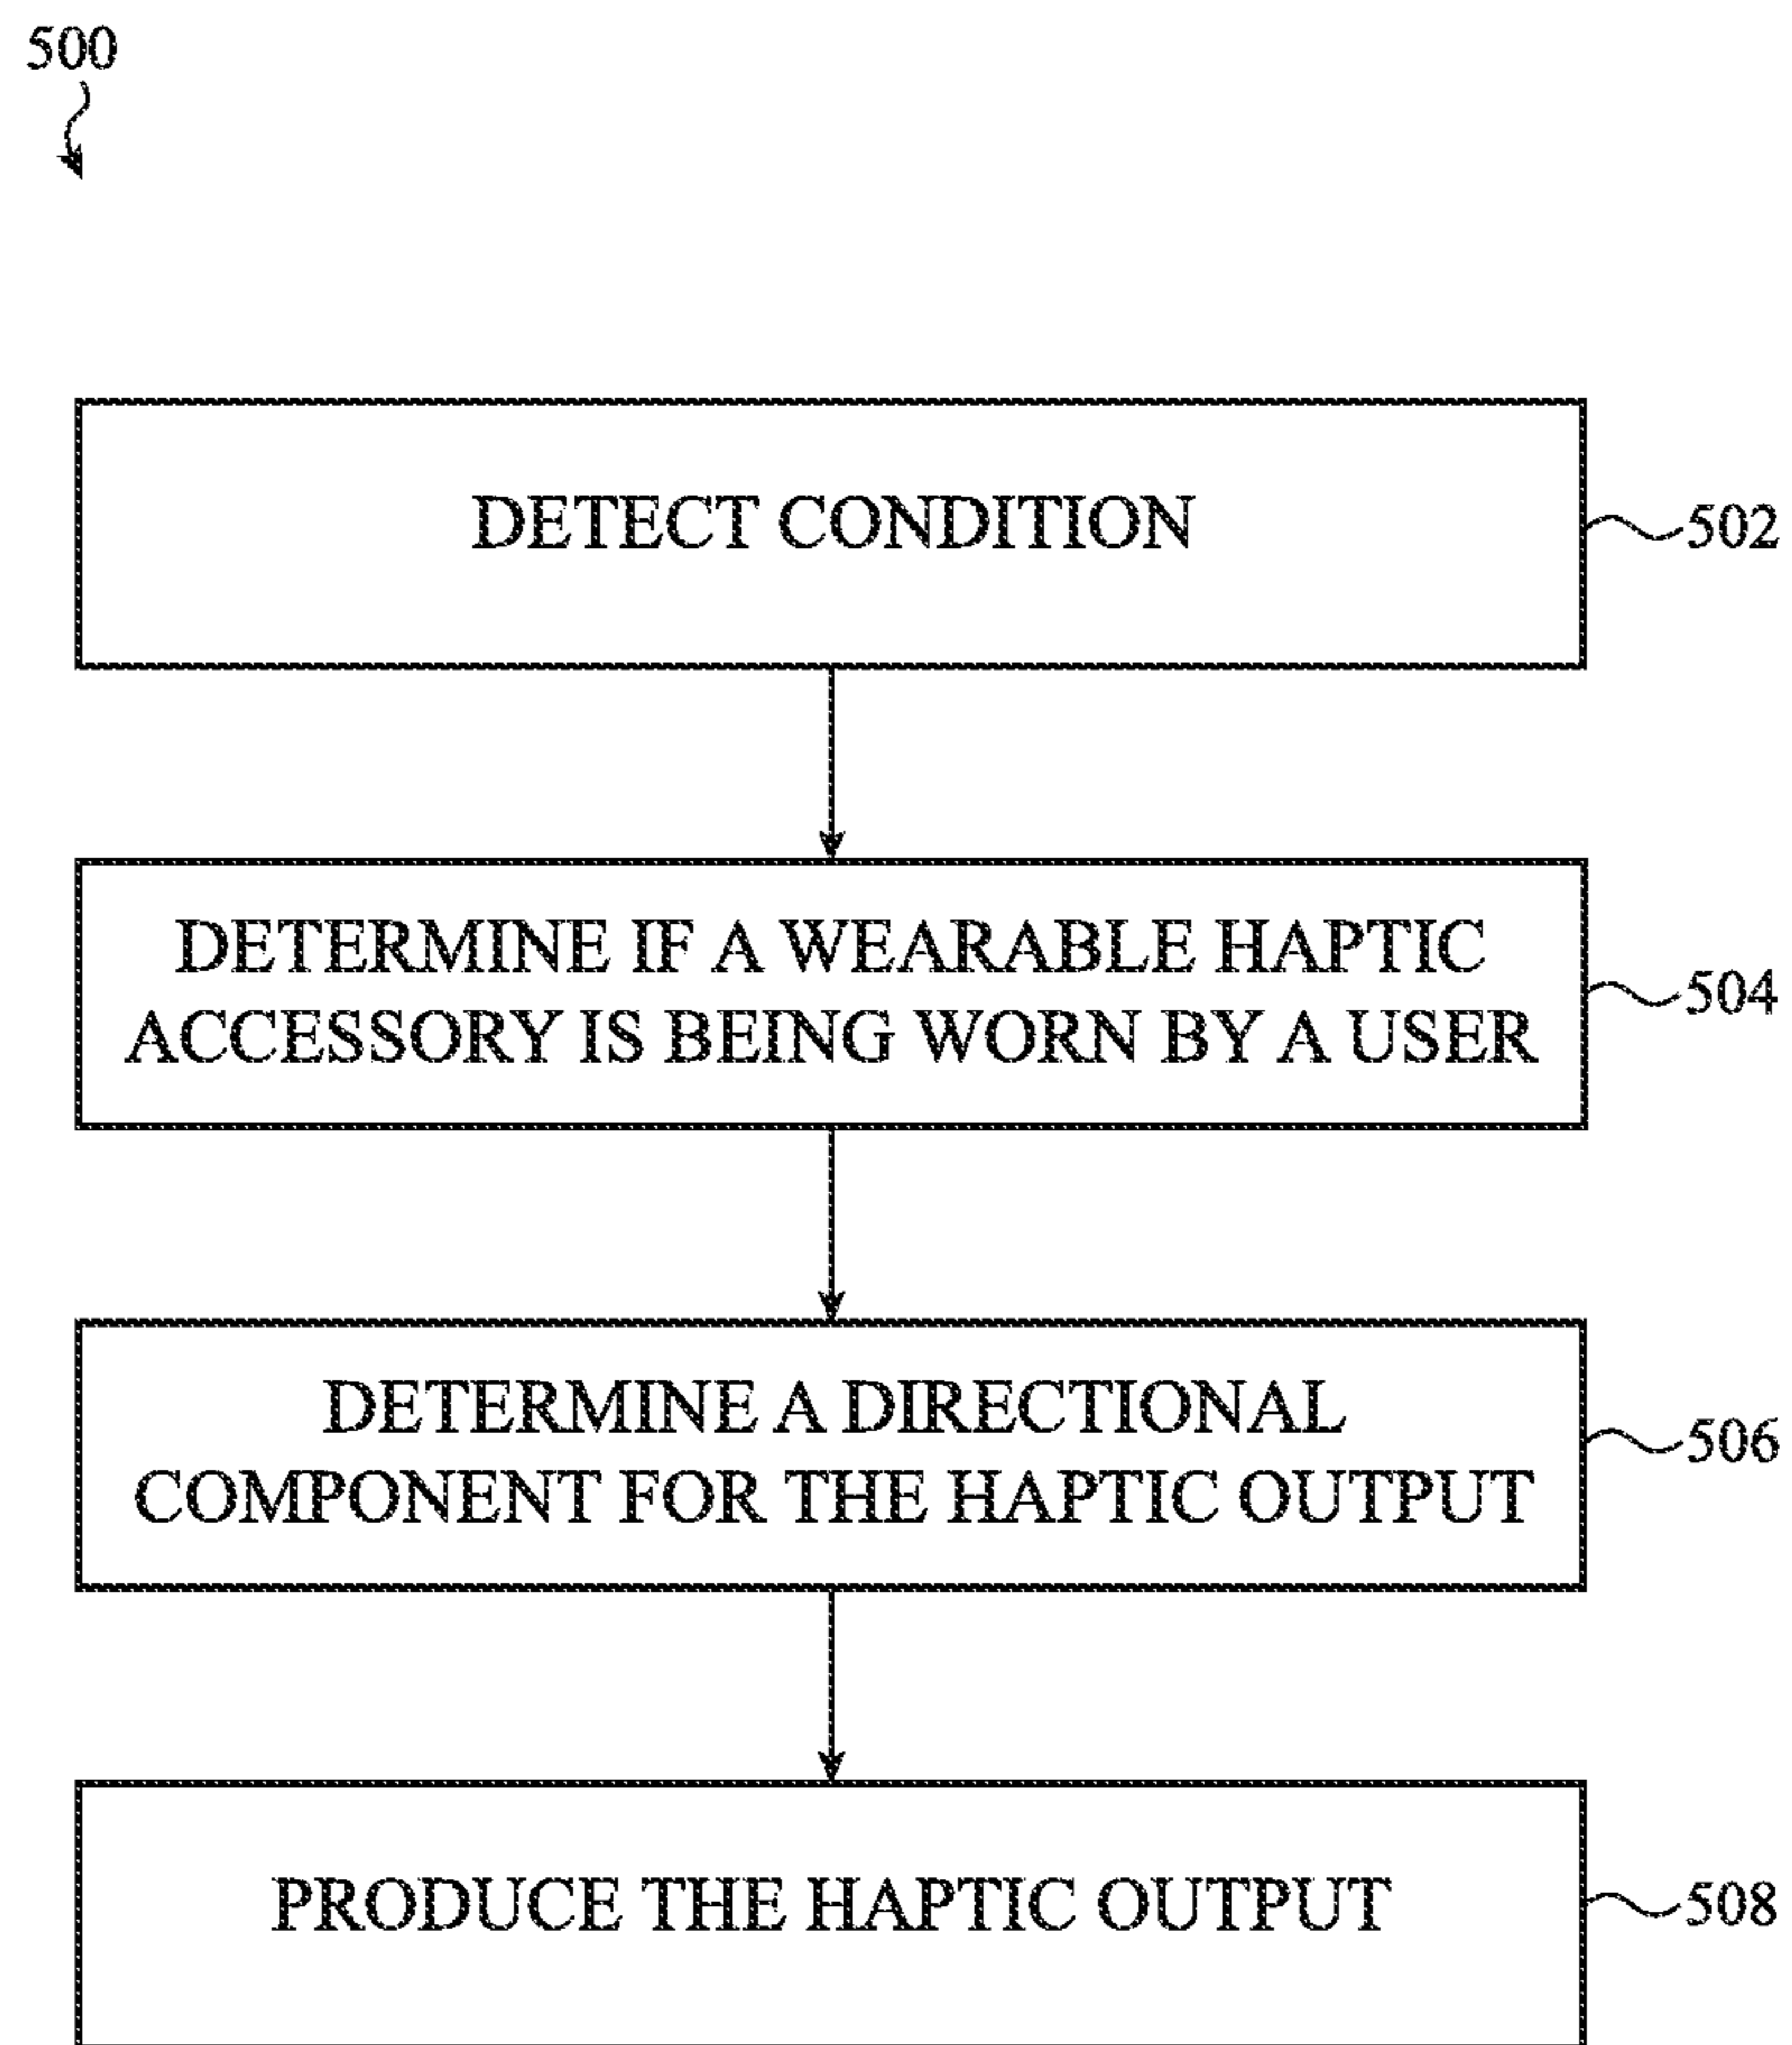 500
DETECT CONDITION
502
DETERMINE IF A WEARABLE HAPTIC
ACCESSORY IS BEING WORN BY A USER
504
DETERMINE A DIRECTIONAL
COMPONENT FOR THE HAPTIC OUTPUT
506
PRODUCE THE HAPTIC OUTPUT
508